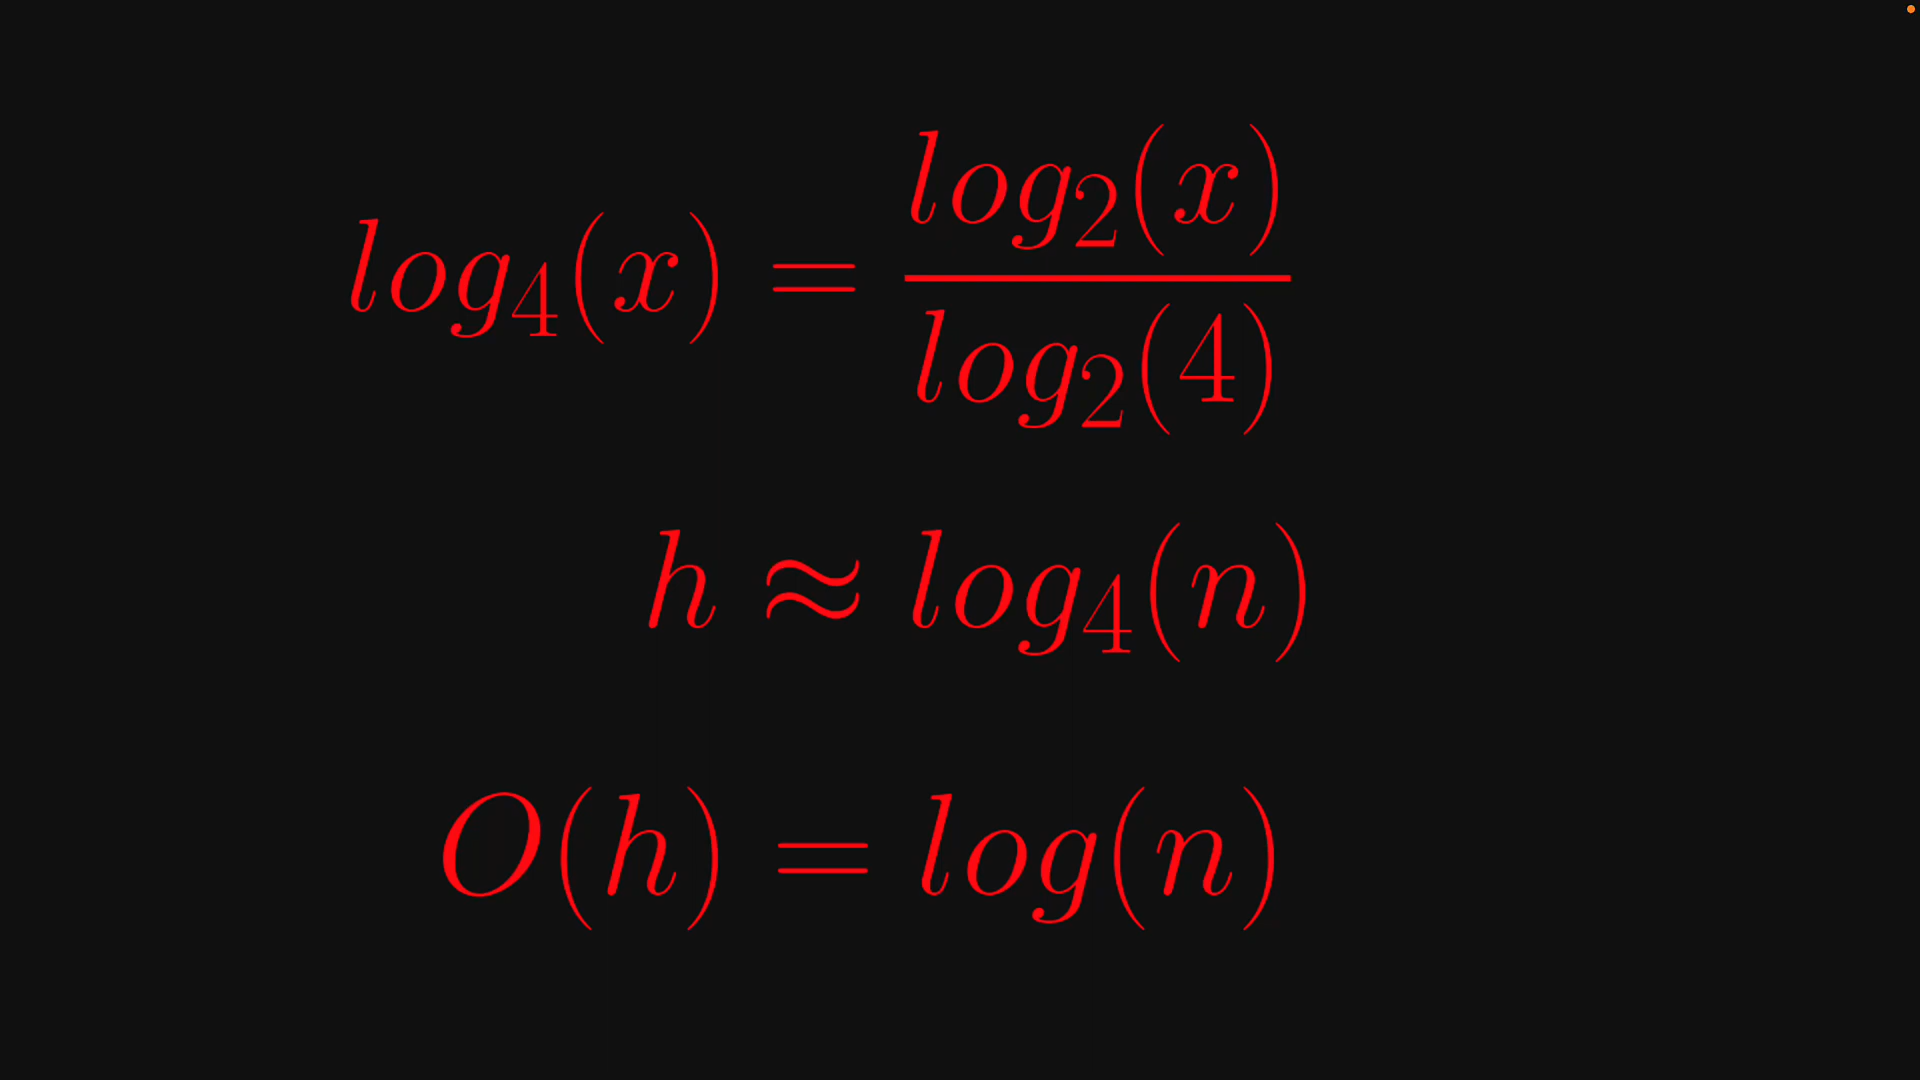 log₄(x) = log₂(x) / log₂(4)
h ≈ log₄(n)
O(h) = log(n)